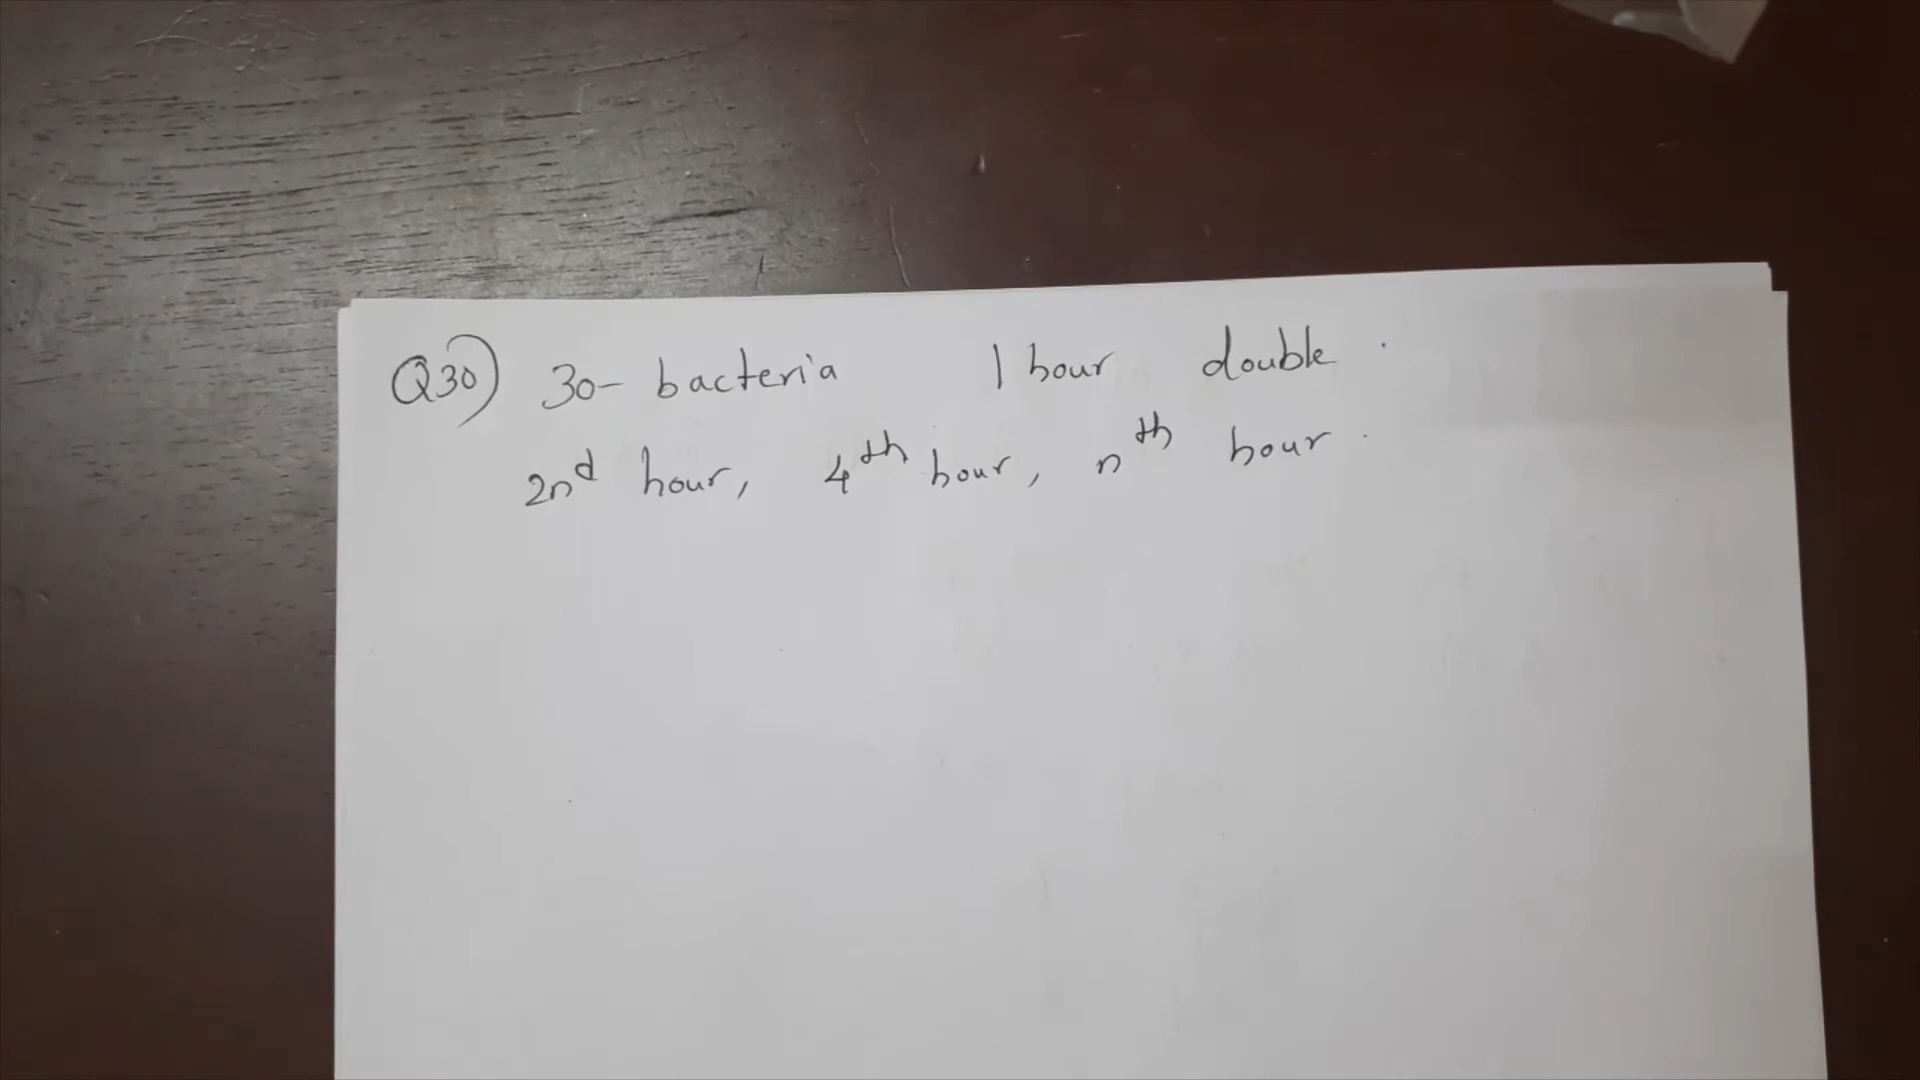 Q30) 30- bacteria 1 hour double.
2nd hour, 4th hour, nth hour.